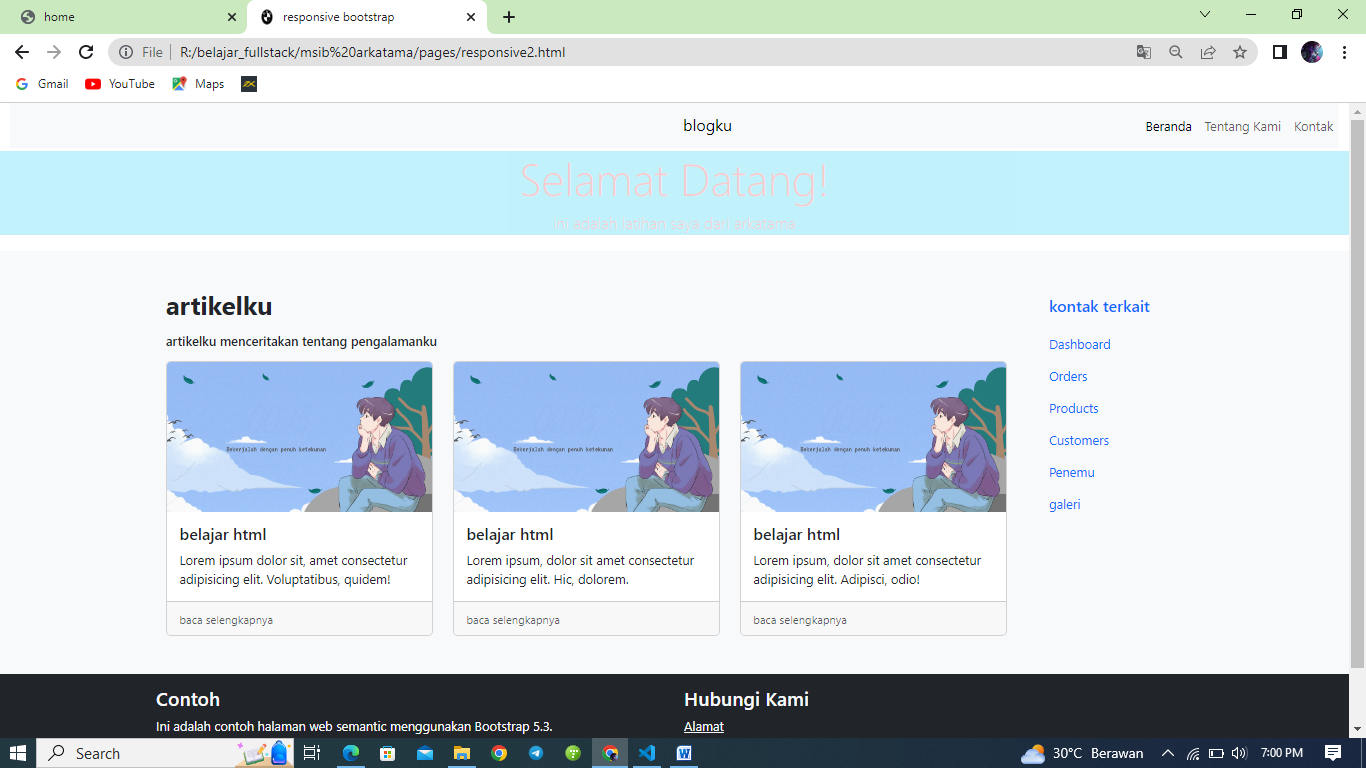 home
responsive bootstrap
File
R:/belajar_fullstack/msib%20arkatama/pages/responsive2.html
Gmail
YouTube
Maps
blogku
Beranda Tentang Kami Kontak
Selamat Datang!
ini adalah latihan saya dari arkatama
artikelku
artikelku menceritakan tentang pengalamanku
Bekerjalah dengan penuh ketekunan
belajar html
Lorem ipsum dolor sit, amet consectetur
adipisicing elit. Voluptatibus, quidem!
baca selengkapnya
Bekerjalah dengan penuh ketekunan
belajar html
Lorem ipsum, dolor sit amet consectetur
adipisicing elit. Hic, dolorem.
baca selengkapnya
Bekerjalah dengan penuh ketekunan
belajar html
Lorem ipsum, dolor sit amet consectetur
adipisicing elit. Adipisci, odio!
baca selengkapnya
kontak terkait
Dashboard
Orders
Products
Customers
Penemu
galeri
Contoh
Ini adalah contoh halaman web semantic menggunakan Bootstrap 5.3.
Hubungi Kami
Alamat
Search
30°C Berawan
7:00 PM